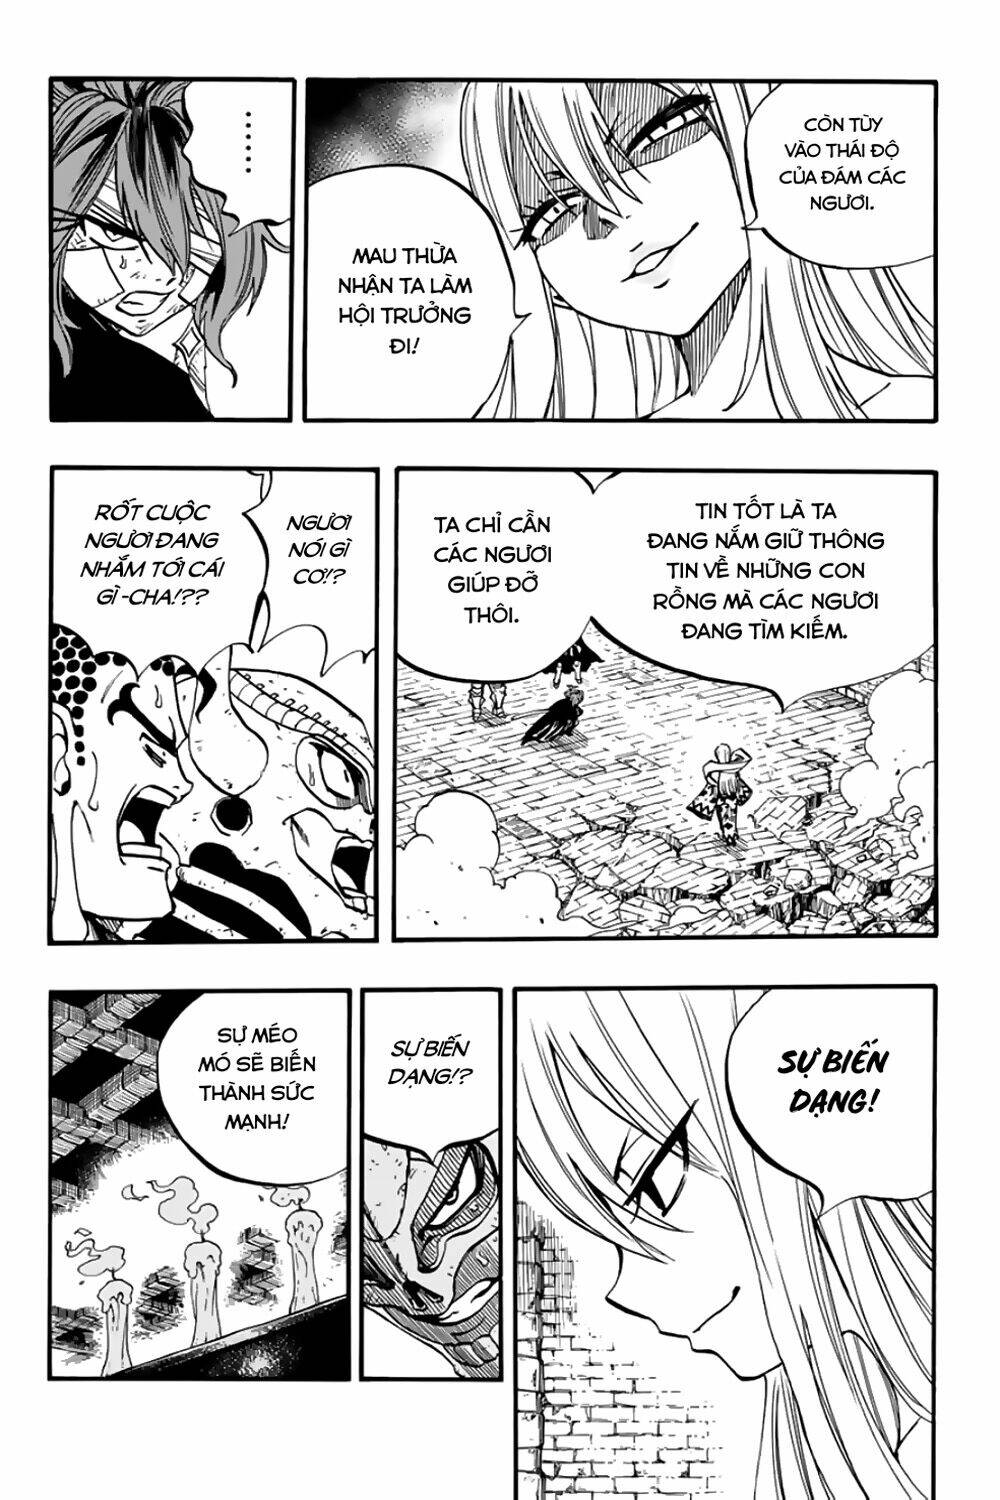 CÒN TÙY
VÀO THÁI ĐỘ
CỦA ĐÁM CÁC
NGƯƠI.
MAU THỪA
NHẬN TA LÀM
HỘI TRƯỞNG
ĐI!
......
TIN TỐT LÀ TA
ĐANG NẮM GIỮ THÔNG
TIN VỀ NHỮNG CON
RỒNG MÀ CÁC NGƯƠI
ĐANG TÌM KIẾM.
TA CHỈ CẦN
CÁC NGƯƠI
GIÚP ĐỠ
THÔI.
NGƯƠI
NÓI GÌ
CƠ!?
RỐT CUỘC
NGƯƠI ĐANG
NHẮM TỚI CÁI
GÌ -CHA!??
SỰ BIẾN
DẠNG!
SỰ BIẾN
DẠNG!?
SỰ MÉO
MÓ SẼ BIẾN
THÀNH SỨC
MẠNH!